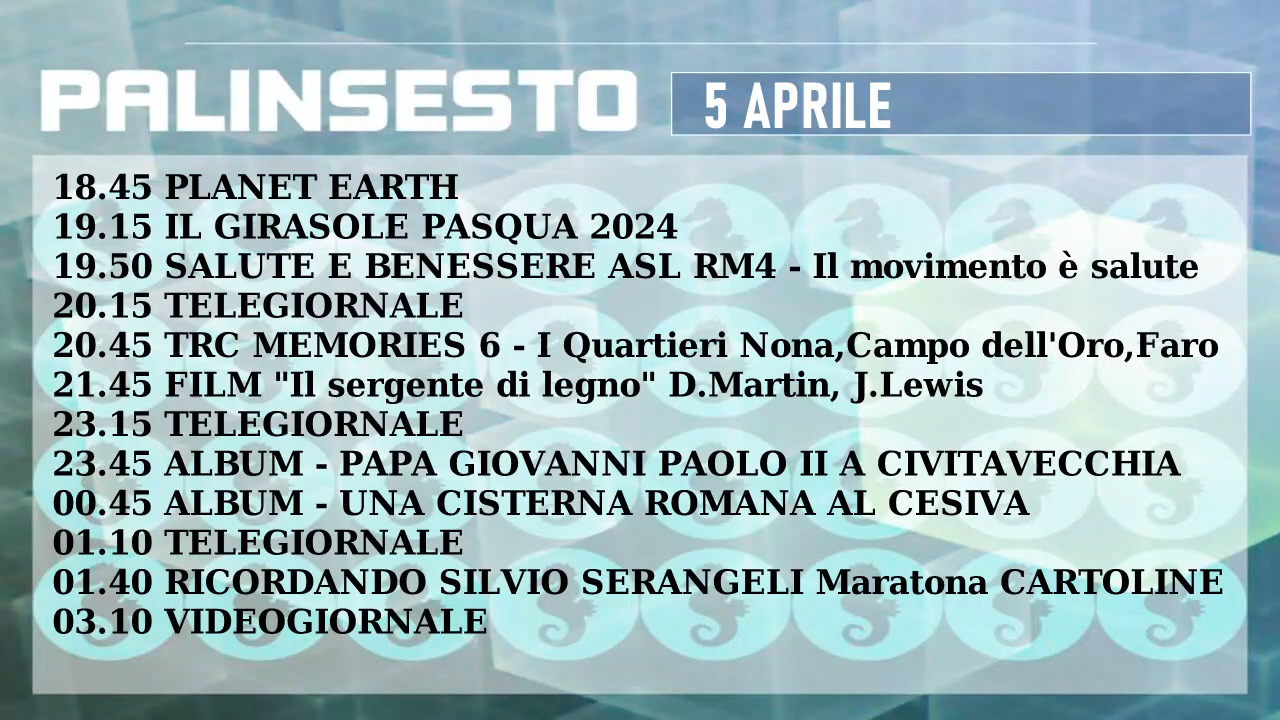 PALINSESTO
5 APRILE
18.45 PLANET EARTH
19.15 IL GIRASOLE PASQUA 2024
19.50 SALUTE E BENESSERE ASL RM4 - Il movimento è salute
20.15 TELEGIORNALE
20.45 TRC MEMORIES 6 - I Quartieri Nona,Campo dell'Oro,Faro
21.45 FILM "Il sergente di legno" D.Martin, J.Lewis
23.15 TELEGIORNALE
23.45 ALBUM - PAPA GIOVANNI PAOLO II A CIVITAVECCHIA
00.45 ALBUM - UNA CISTERNA ROMANA AL CESIVA
01.10 TELEGIORNALE
01.40 RICORDANDO SILVIO SERANGELI Maratona CARTOLINE
03.10 VIDEOGIORNALE